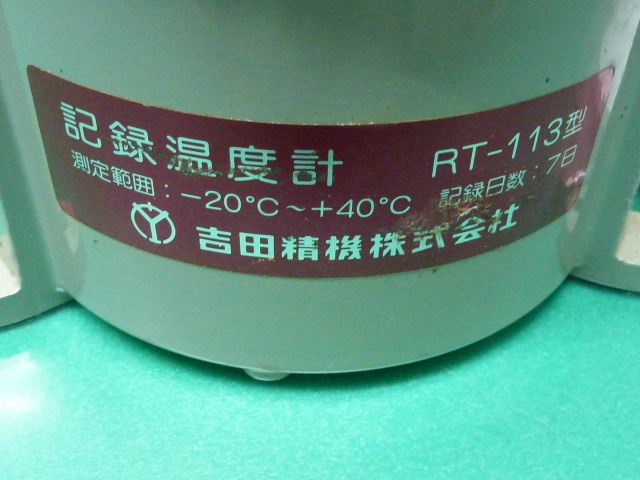 記録温度計 RT-113型
測定範囲：-20°C～+40°C 記録日数：7日
吉田精機株式会社